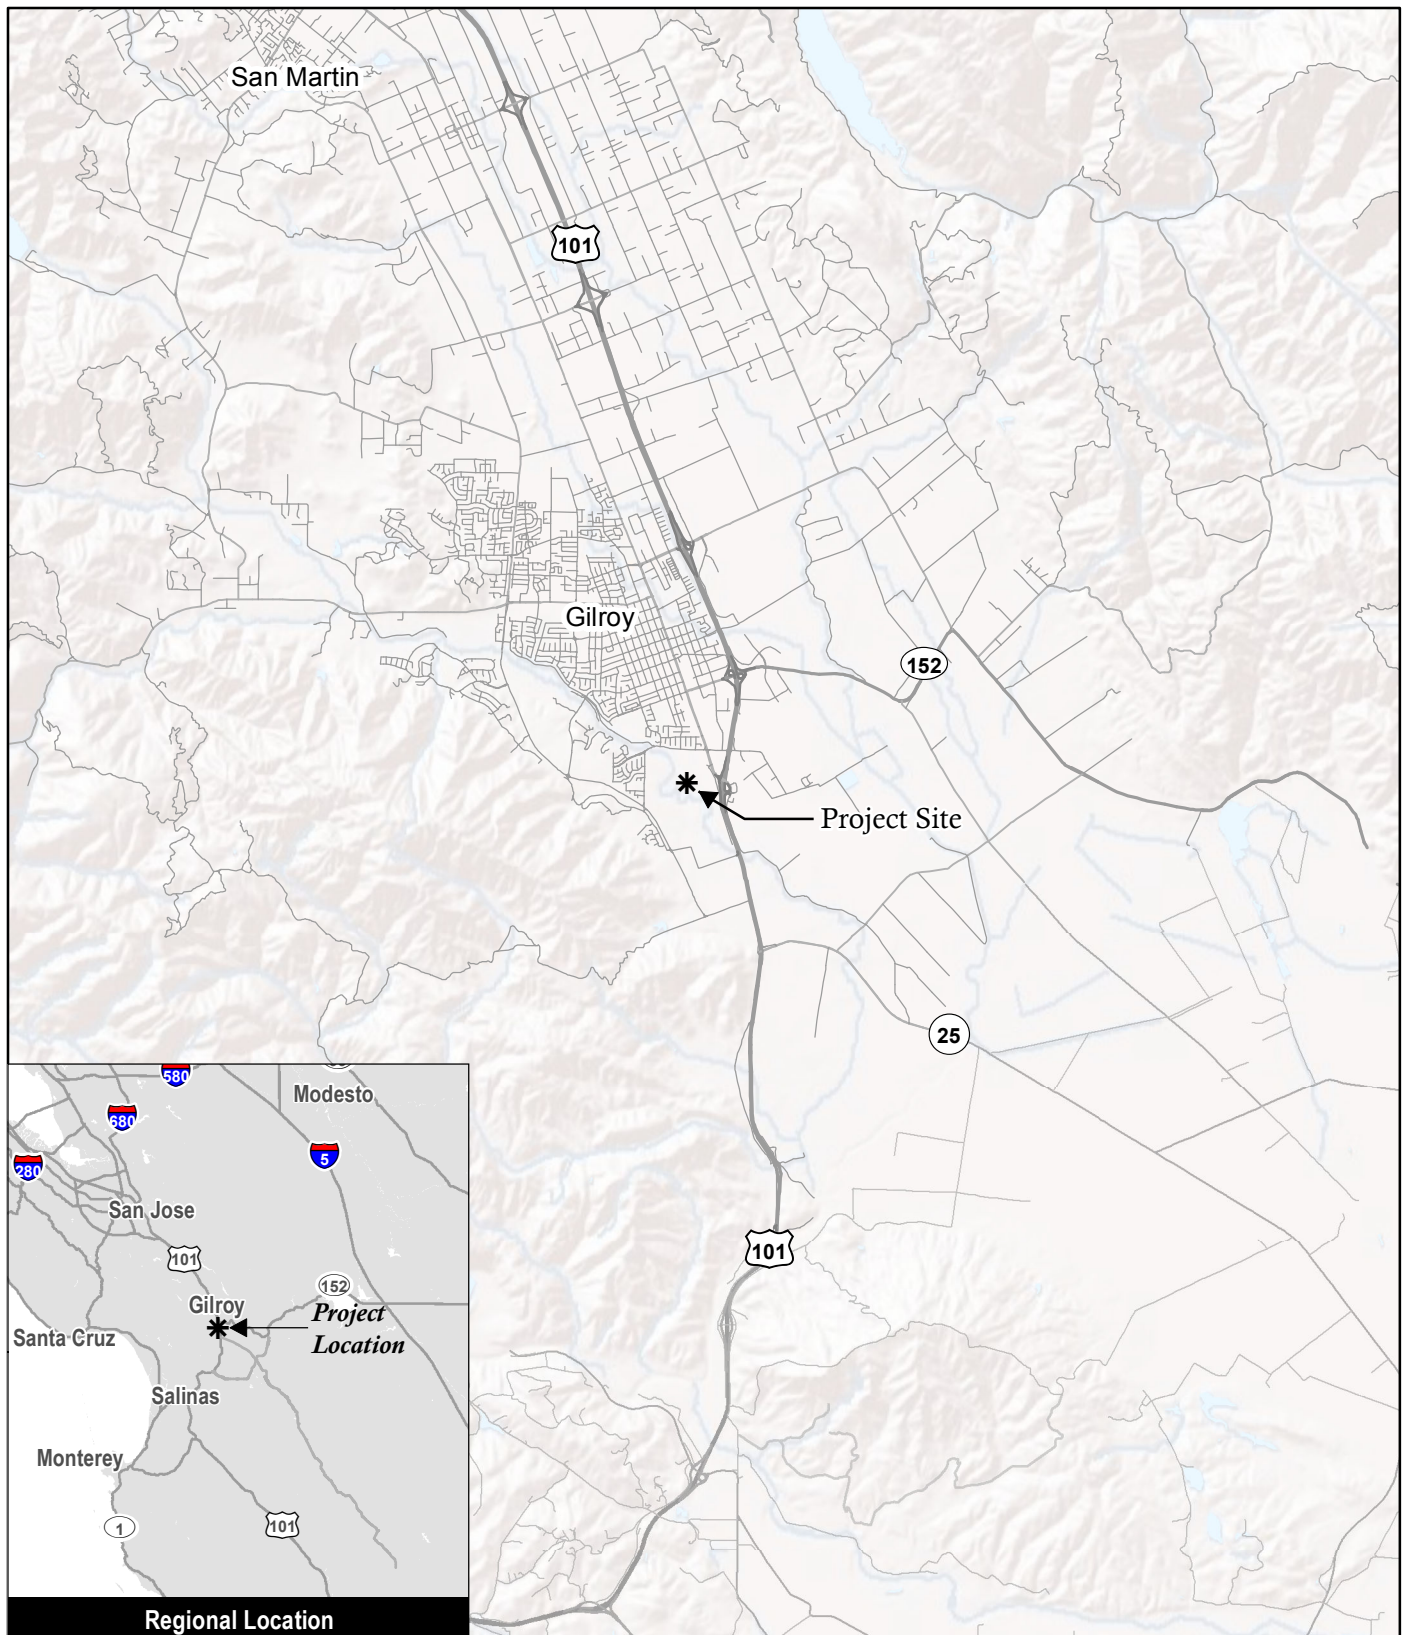 San Martin
101
Gilroy
152
Project Site
25
101
580
Modesto
680
5
280
San Jose
101
152
Gilroy
Project
Location
Santa Cruz
Salinas
Monterey
1
101
Regional Location